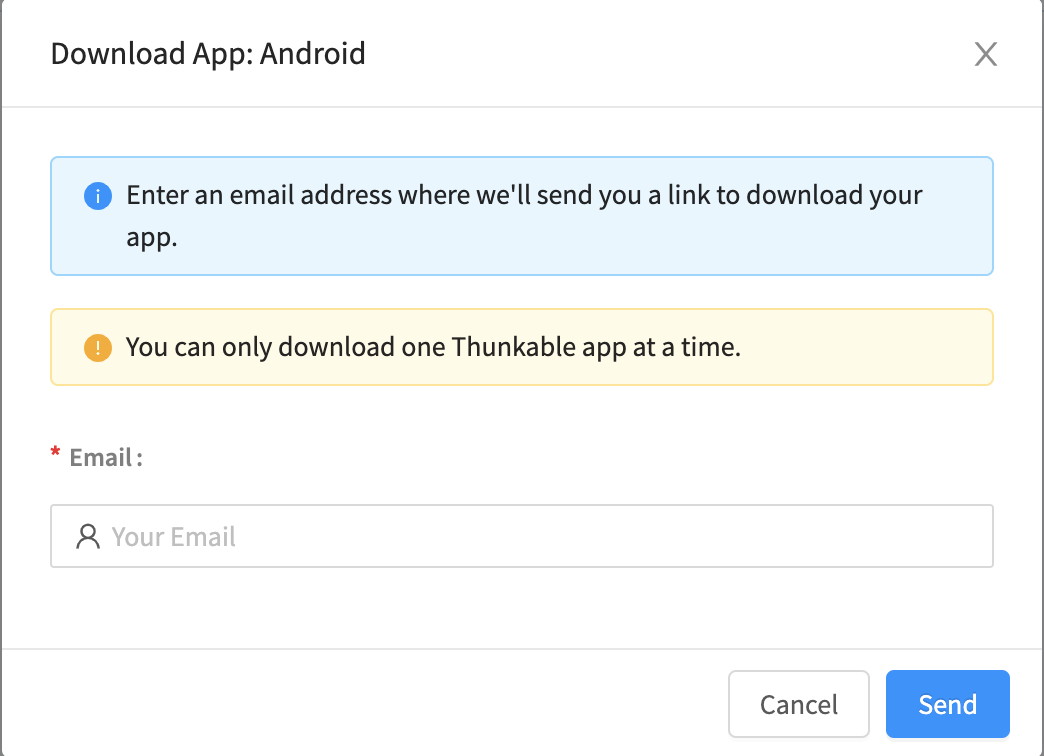 Download App: Android
X
Enter an email address where we'll send you a link to download your
app.
You can only download one Thunkable app at a time.
* Email :
Your Email
Cancel
Send